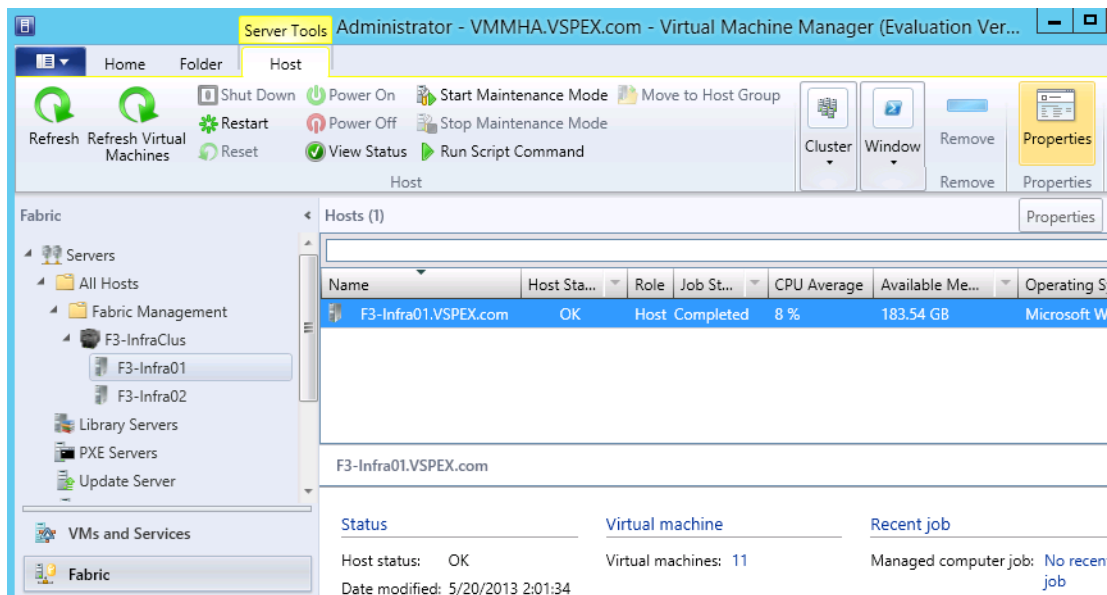 Server Tools Administrator - VMMHA.VSPEX.com - Virtual Machine Manager (Evaluation Ver...
Home Folder Host
Refresh
Refresh Virtual Machines
Shut Down Power On Start Maintenance Mode Move to Host Group
Restart Power Off Stop Maintenance Mode
Reset View Status Run Script Command
Cluster Window Remove Properties
Host Remove Properties
Fabric
Hosts (1)
Properties
Servers
All Hosts
Fabric Management
F3-InfraClus
F3-Infra01
F3-Infra02
Library Servers
PXE Servers
Update Server
VMs and Services
Fabric
Name Host Sta... Role Job St... CPU Average Available Me... Operating S
F3-Infra01.VSPEX.com OK Host Completed 8 % 183.54 GB Microsoft W
F3-Infra01.VSPEX.com
Status Virtual machine Recent job
Host status: OK Virtual machines: 11 Managed computer job: No recent
job
Date modified: 5/20/2013 2:01:34